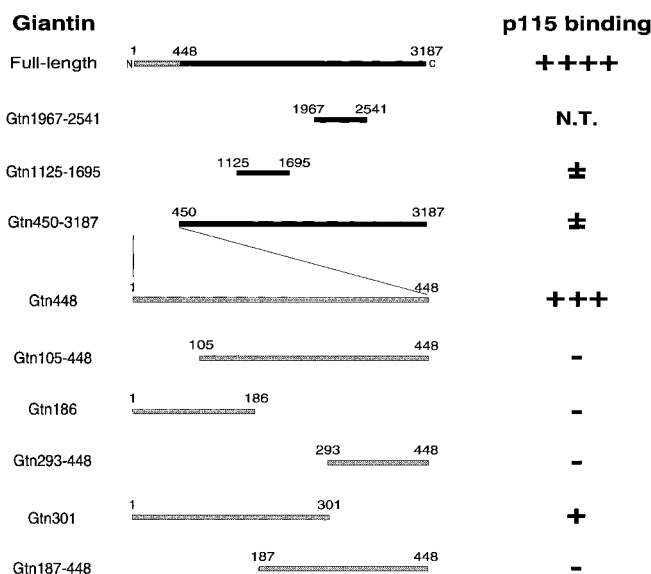 Giantin p115 binding
1 448 3187
Full-length N C ++++
1967 2541
Gtn1967-2541 N.T.
1125 1695
Gtn1125-1695 ±
450 3187
Gtn450-3187 ±
1 448
Gtn448 +++
105 448
Gtn105-448 -
1 186
Gtn186 -
293 448
Gtn293-448 -
1 301
Gtn301 +
187 448
Gtn187-448 -